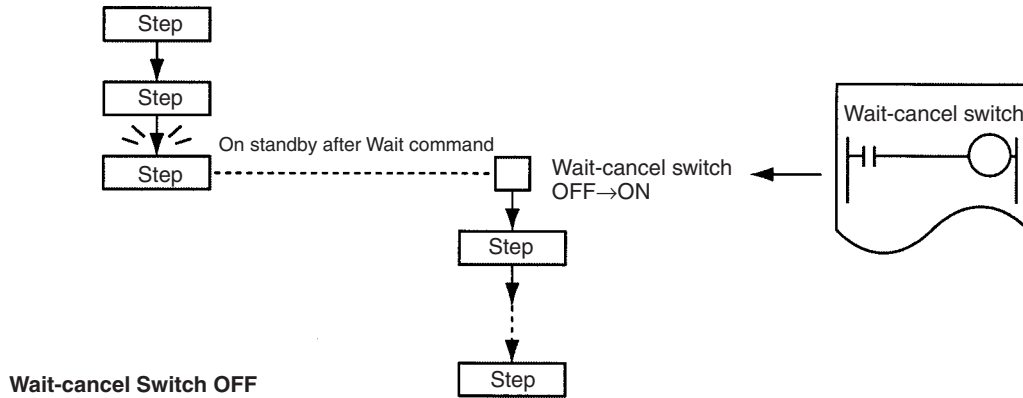 Step
Step
On standby after Wait command
Step
Wait-cancel switch
OFF→ON
Wait-cancel switch
Step
Step
Wait-cancel Switch OFF